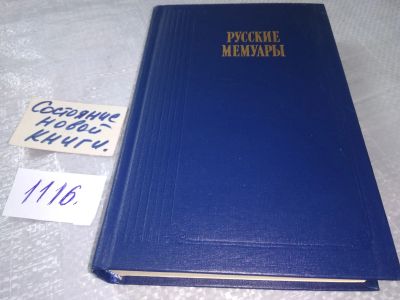 РУССКИЕ
МЕМУАРЫ
Состояние
новой
книги.
1116.